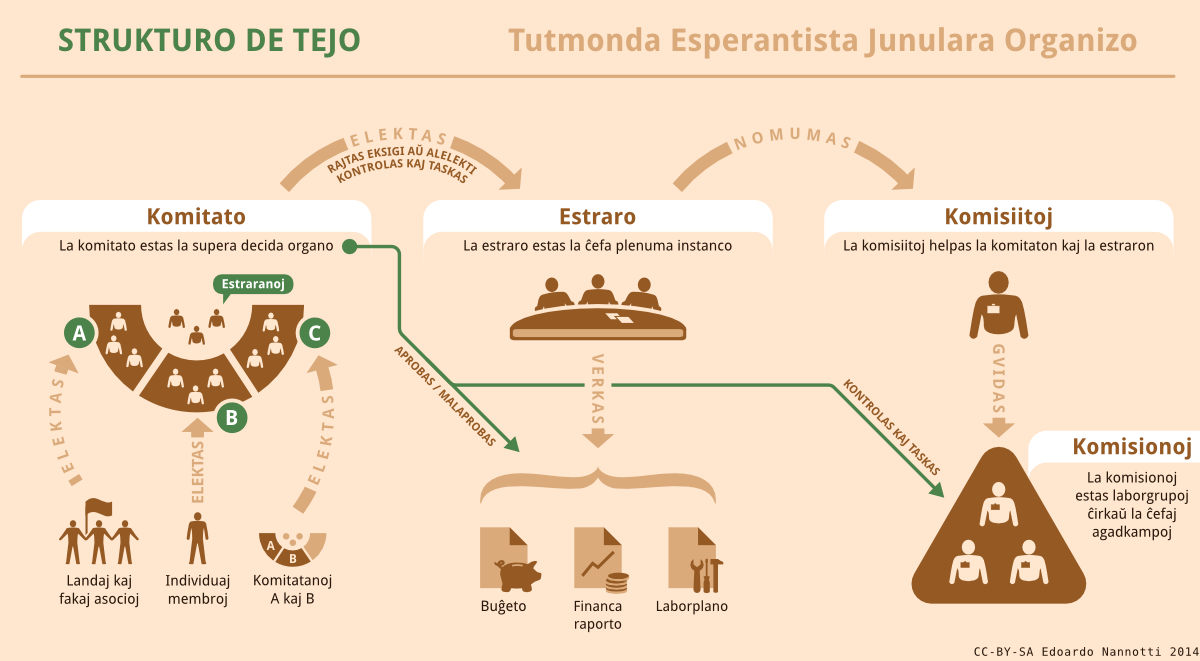 STRUKTURO DE TEJO
Tutmonda Esperantista Junulara Organizo
ELEKTAS
RAJTAS EKSIGI AŬ ALELEKTI
KONTROLAS KAJ TASKAS
NOMUMAS
Komitato
La komitato estas la supera decida organo
Estraranoj
A
B
C
ELEKTAS
ELEKTAS
ELEKTAS
Landaj kaj
fakaj asocioj
Individuaj
membroj
A
B
Komitatanoj
A kaj B
Estraro
La estraro estas la ĉefa plenuma instanco
APROBAS / MALAPROBAS
VERKAS
Buĝeto
Financa
raporto
Laborplano
Komisiitoj
La komisiitoj helpas la komitaton kaj la estraron
GVIDAS
KONTROLAS KAJ TASKAS
Komisionoj
La komisionoj
estas laborgrupoj
ĉirkaŭ la ĉefaj
agadkampoj
CC-BY-SA Edoardo Nannotti 2014